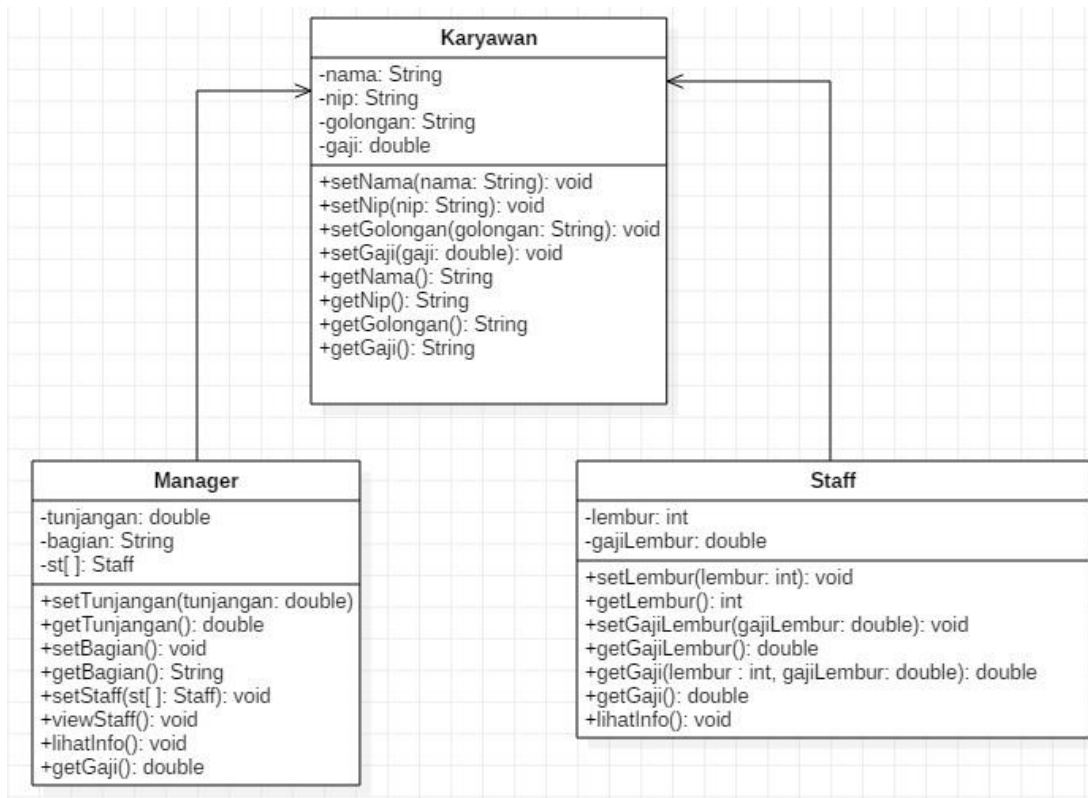 Karyawan
-nama: String
-nip: String
-golongan: String
-gaji: double
+setNama(nama: String): void
+setNip(nip: String): void
+setGolongan(golongan: String): void
+setGaji(gaji: double): void
+getNama(): String
+getNip(): String
+getGolongan(): String
+getGaji(): String
Manager
-tunjangan: double
-bagian: String
-st[ ]: Staff
+setTunjangan(tunjangan: double)
+getTunjangan(): double
+setBagian(): void
+getBagian(): String
+setStaff(st[ ]: Staff): void
+viewStaff(): void
+lihatInfo(): void
+getGaji(): double
Staff
-lembur: int
-gajiLembur: double
+setLembur(lembur: int): void
+getLembur(): int
+setGajiLembur(gajiLembur: double): void
+getGajiLembur(): double
+getGaji(lembur : int, gajiLembur: double): double
+getGaji(): double
+lihatInfo(): void